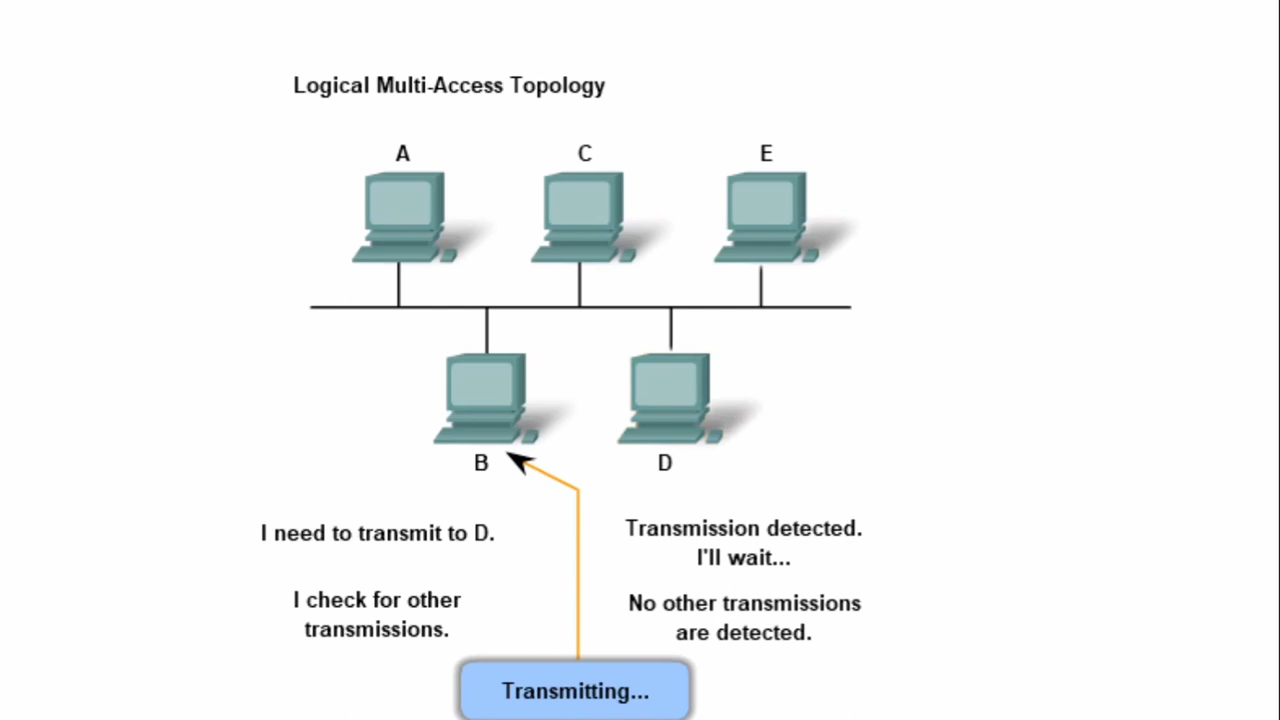 Logical Multi-Access Topology
A
C
E
B
D
I need to transmit to D.
I check for other
transmissions.
Transmission detected.
I'll wait...
No other transmissions
are detected.
Transmitting...